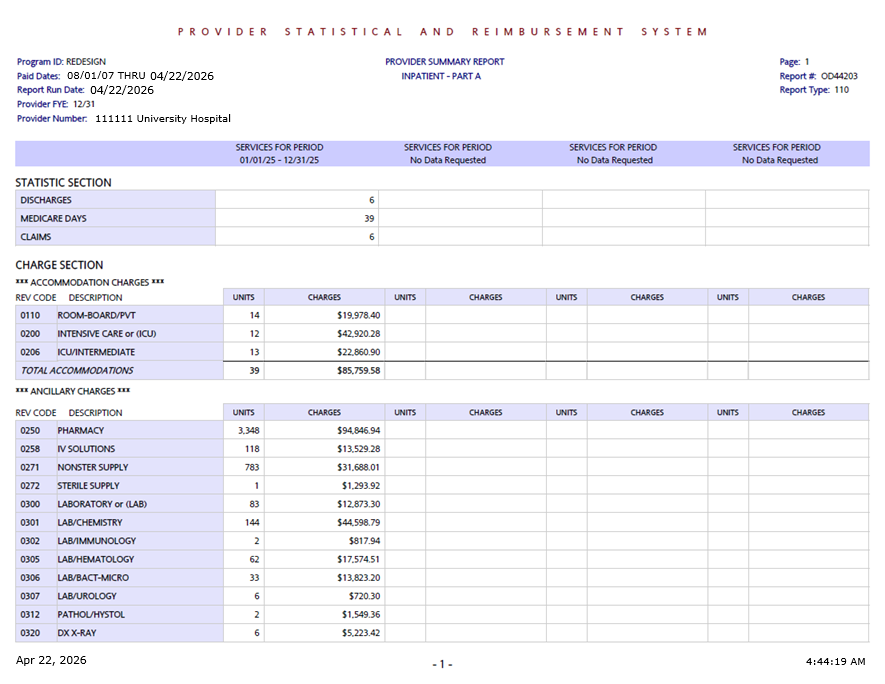 PROVIDER STATISTICAL AND REIMBURSEMENT SYSTEM
Program ID: REDESIGN PROVIDER SUMMARY REPORT Page: 1
Paid Dates: 08/01/07 THRU 04/22/2026 INPATIENT - PART A Report #: OD44203
Report Run Date: 04/22/2026 Report Type: 110
Provider FYE: 12/31
Provider Number: 111111 University Hospital
SERVICES FOR PERIOD SERVICES FOR PERIOD SERVICES FOR PERIOD SERVICES FOR PERIOD
01/01/25 - 12/31/25 No Data Requested No Data Requested No Data Requested
STATISTIC SECTION
DISCHARGES 6
MEDICARE DAYS 39
CLAIMS 6
CHARGE SECTION
*** ACCOMMODATION CHARGES ***
REV CODE DESCRIPTION UNITS CHARGES UNITS CHARGES UNITS CHARGES UNITS CHARGES
0110 ROOM-BOARD/PVT 14 $19,978.40
0200 INTENSIVE CARE or (ICU) 12 $42,920.28
0206 ICU/INTERMEDIATE 13 $22,860.90
TOTAL ACCOMMODATIONS 39 $85,759.58
*** ANCILLARY CHARGES ***
REV CODE DESCRIPTION UNITS CHARGES UNITS CHARGES UNITS CHARGES UNITS CHARGES
0250 PHARMACY 3,348 $94,846.94
0258 IV SOLUTIONS 118 $13,529.28
0271 NONSTER SUPPLY 783 $31,688.01
0272 STERILE SUPPLY 1 $1,293.92
0300 LABORATORY or (LAB) 83 $12,873.30
0301 LAB/CHEMISTRY 144 $44,598.79
0302 LAB/IMMUNOLOGY 2 $817.94
0305 LAB/HEMATOLOGY 62 $17,574.51
0306 LAB/BACT-MICRO 33 $13,823.20
0307 LAB/UROLOGY 6 $720.30
0312 PATHOL/HYSTOL 2 $1,549.36
0320 DX X-RAY 6 $5,223.42
Apr 22, 2026 - 1 - 4:44:19 AM